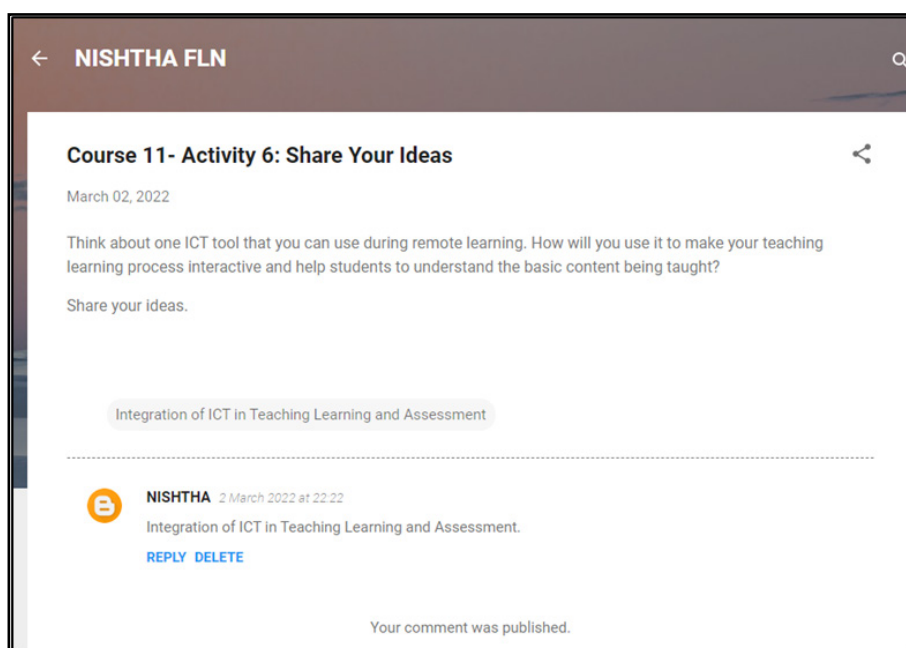 NISHTHA FLN
Course 11- Activity 6: Share Your Ideas
March 02, 2022
Think about one ICT tool that you can use during remote learning. How will you use it to make your teaching
learning process interactive and help students to understand the basic content being taught?
Share your ideas.
Integration of ICT in Teaching Learning and Assessment
NISHTHA 2 March 2022 at 22:22
Integration of ICT in Teaching Learning and Assessment.
REPLY DELETE
Your comment was published.